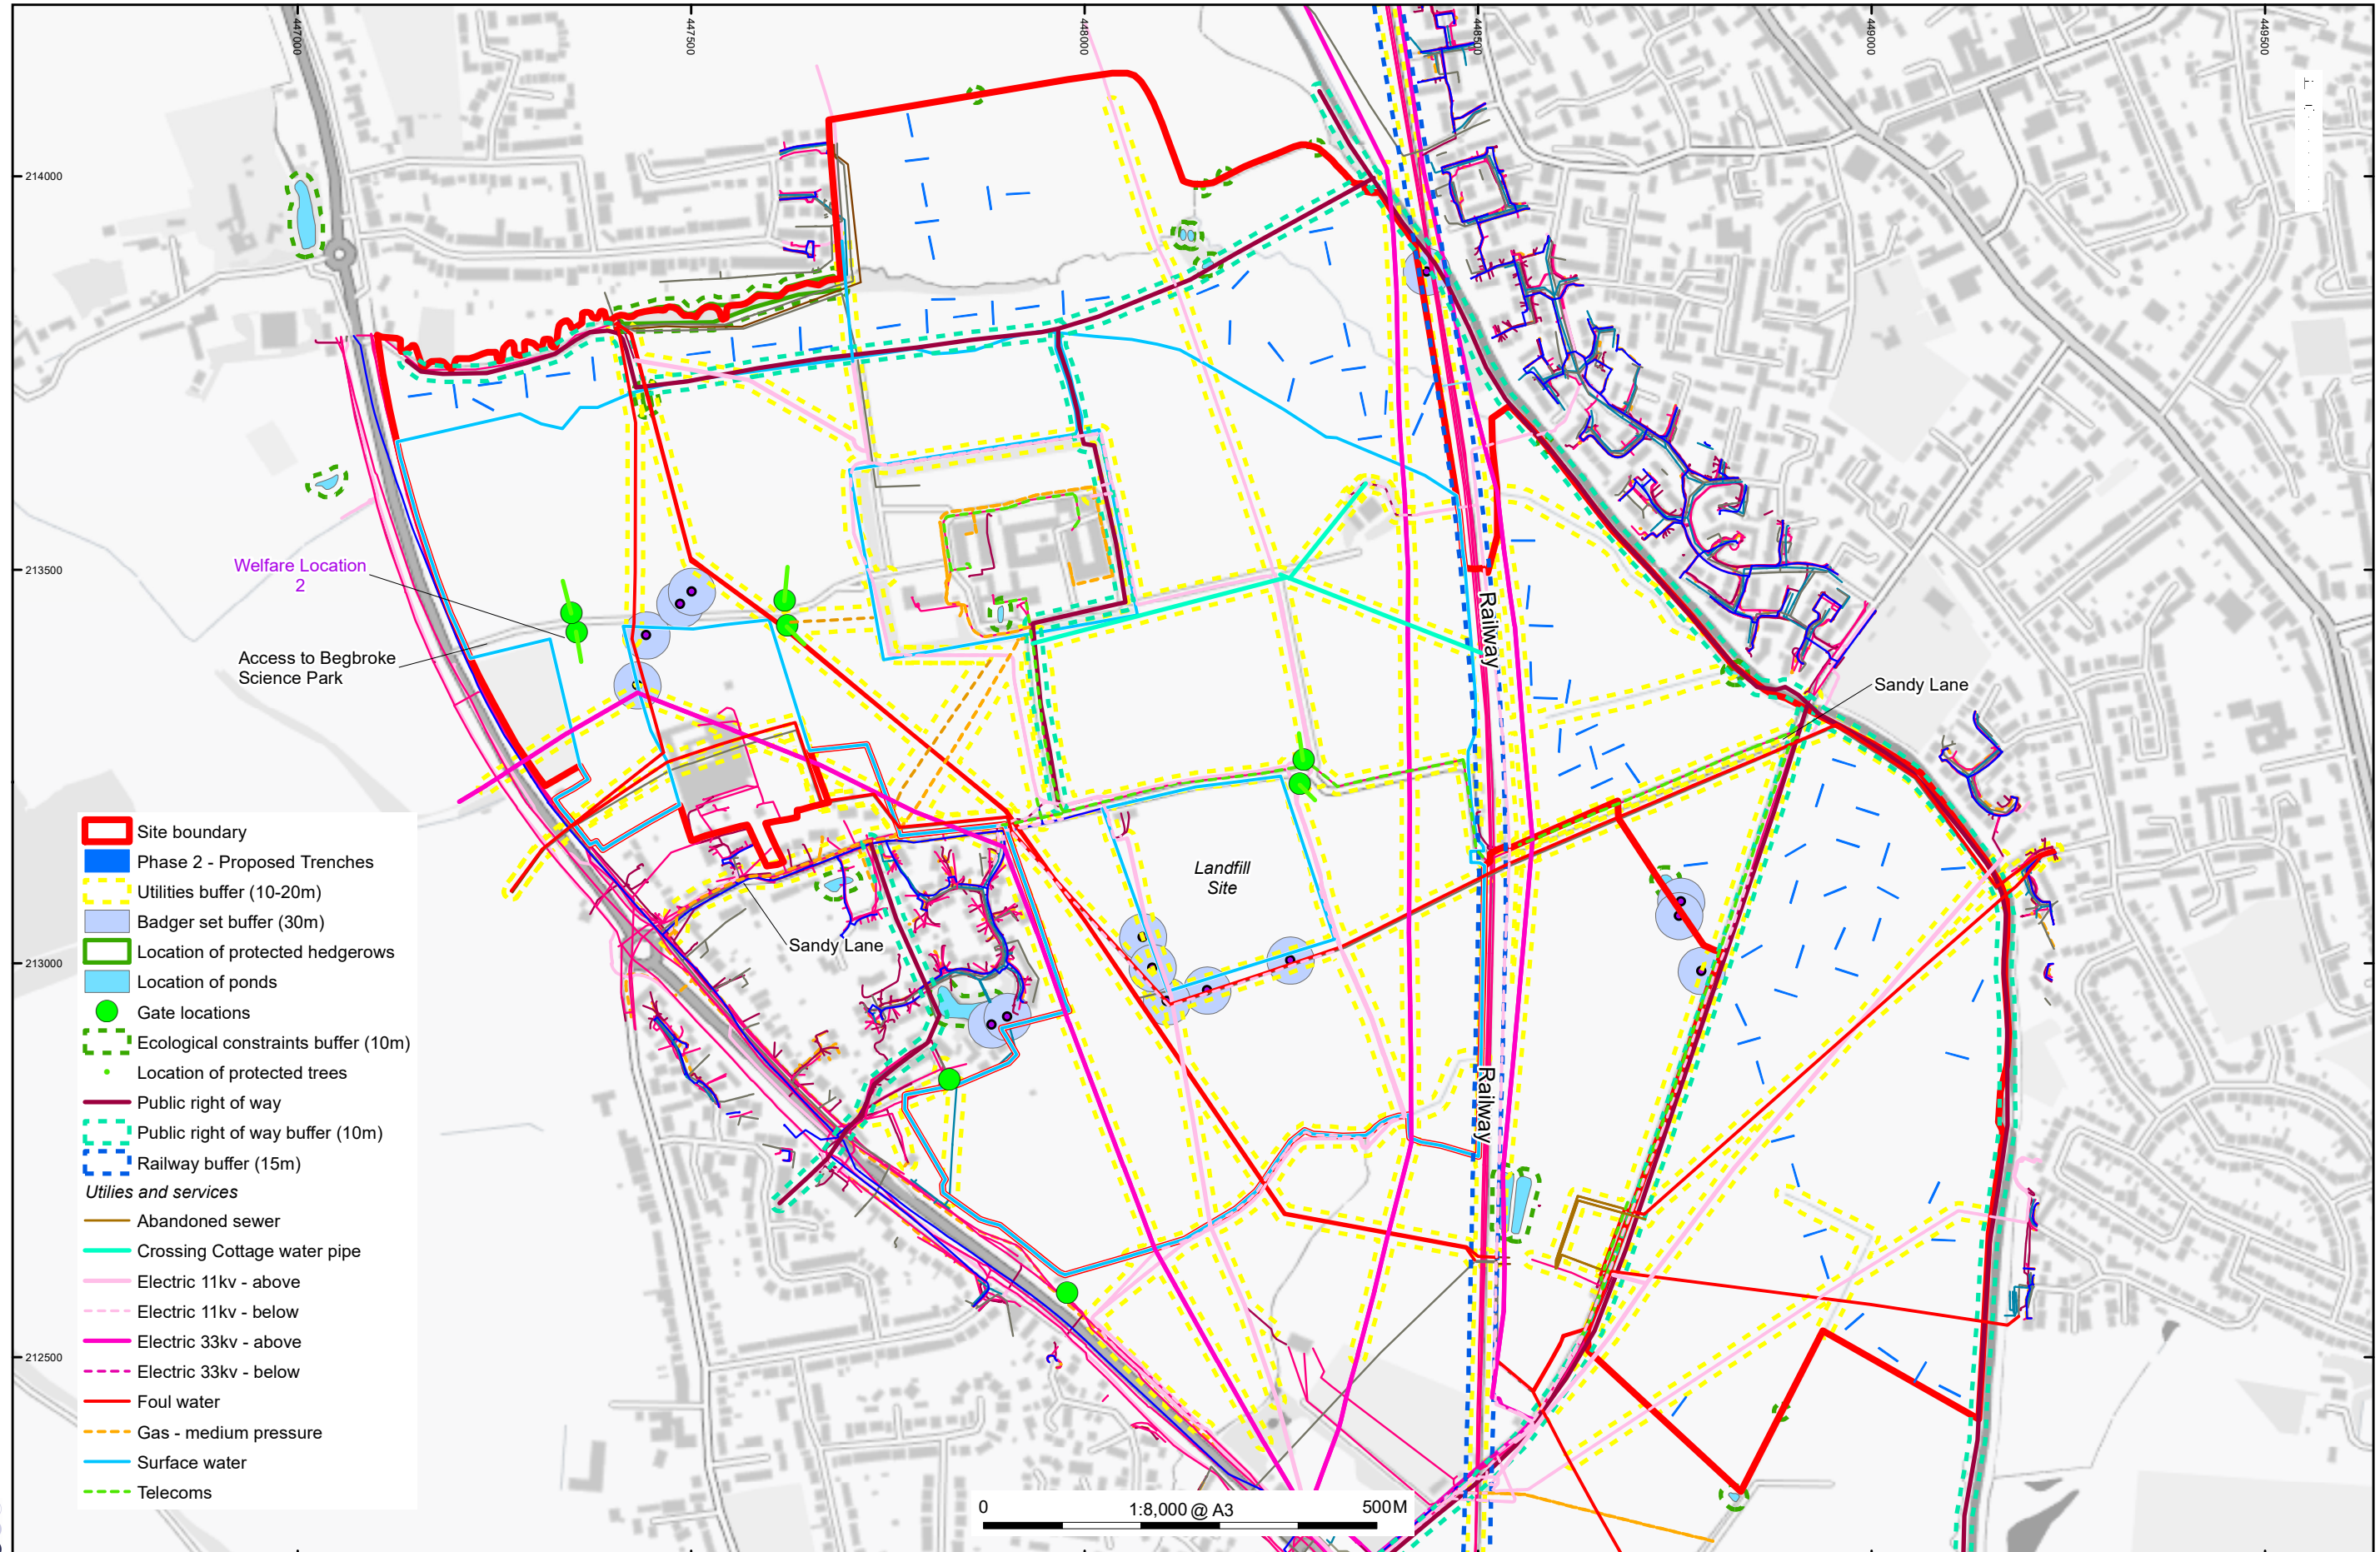 447000
447500
448000
448500
449000
449500
214000
213500
213000
212500
Welfare Location
2
Access to Begbroke
Science Park
Sandy Lane
Railway
Sandy Lane
Landfill
Site
Railway
Site boundary
Phase 2 - Proposed Trenches
Utilities buffer (10-20m)
Badger set buffer (30m)
Location of protected hedgerows
Location of ponds
Gate locations
Ecological constraints buffer (10m)
Location of protected trees
Public right of way
Public right of way buffer (10m)
Railway buffer (15m)
Utilies and services
Abandoned sewer
Crossing Cottage water pipe
Electric 11kv - above
Electric 11kv - below
Electric 33kv - above
Electric 33kv - below
Foul water
Gas - medium pressure
Surface water
Telecoms
0
1:8,000 @ A3
500M